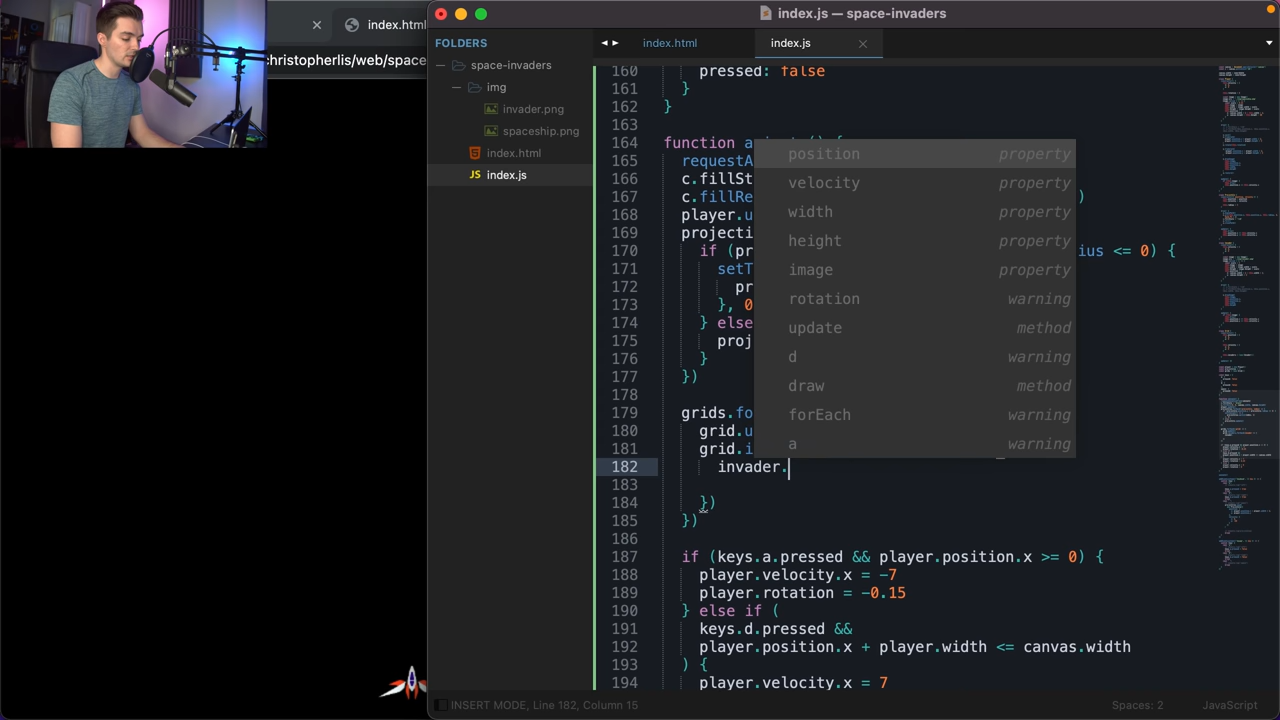 index.js — space-invaders
index.html
christopherlis/web/space
FOLDERS
space-invaders
img
invader.png
spaceship.png
index.html
JS index.js
index.html
index.js
160 pressed: false
161 }
162 }
163
164 function a
165 requestA
166 c.fillSt
167 c.fillRe )
168 player.u
169 projecti
170 if (pr ius <= 0) {
171 setT
172 pr
173 }, 0
174 } else
175 proj
176 }
177 })
178
179 grids.fo
180 grid.u
181 grid.i
182 invader.
183
184 })
185 })
186
187 if (keys.a.pressed && player.position.x >= 0) {
188 player.velocity.x = -7
189 player.rotation = -0.15
190 } else if (
191 keys.d.pressed &&
192 player.position.x + player.width <= canvas.width
193 ) {
194 player.velocity.x = 7
position property
velocity property
width property
height property
image property
rotation warning
update method
d warning
draw method
forEach warning
a warning
INSERT MODE, Line 182, Column 15
Spaces: 2
JavaScript